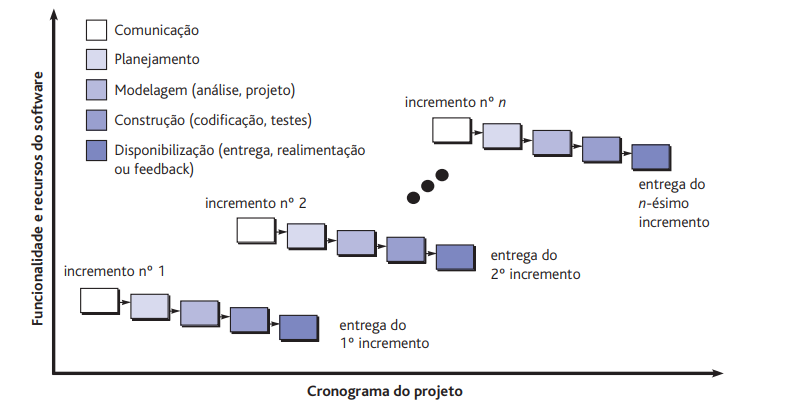 Funcionalidade e recursos do software
Comunicação
Planejamento
Modelagem (análise, projeto)
Construção (codificação, testes)
Disponibilização (entrega, realimentação
ou feedback)
incremento nº n
entrega do
n-ésimo
incremento
incremento nº 2
entrega do
2º incremento
incremento nº 1
entrega do
1º incremento
Cronograma do projeto